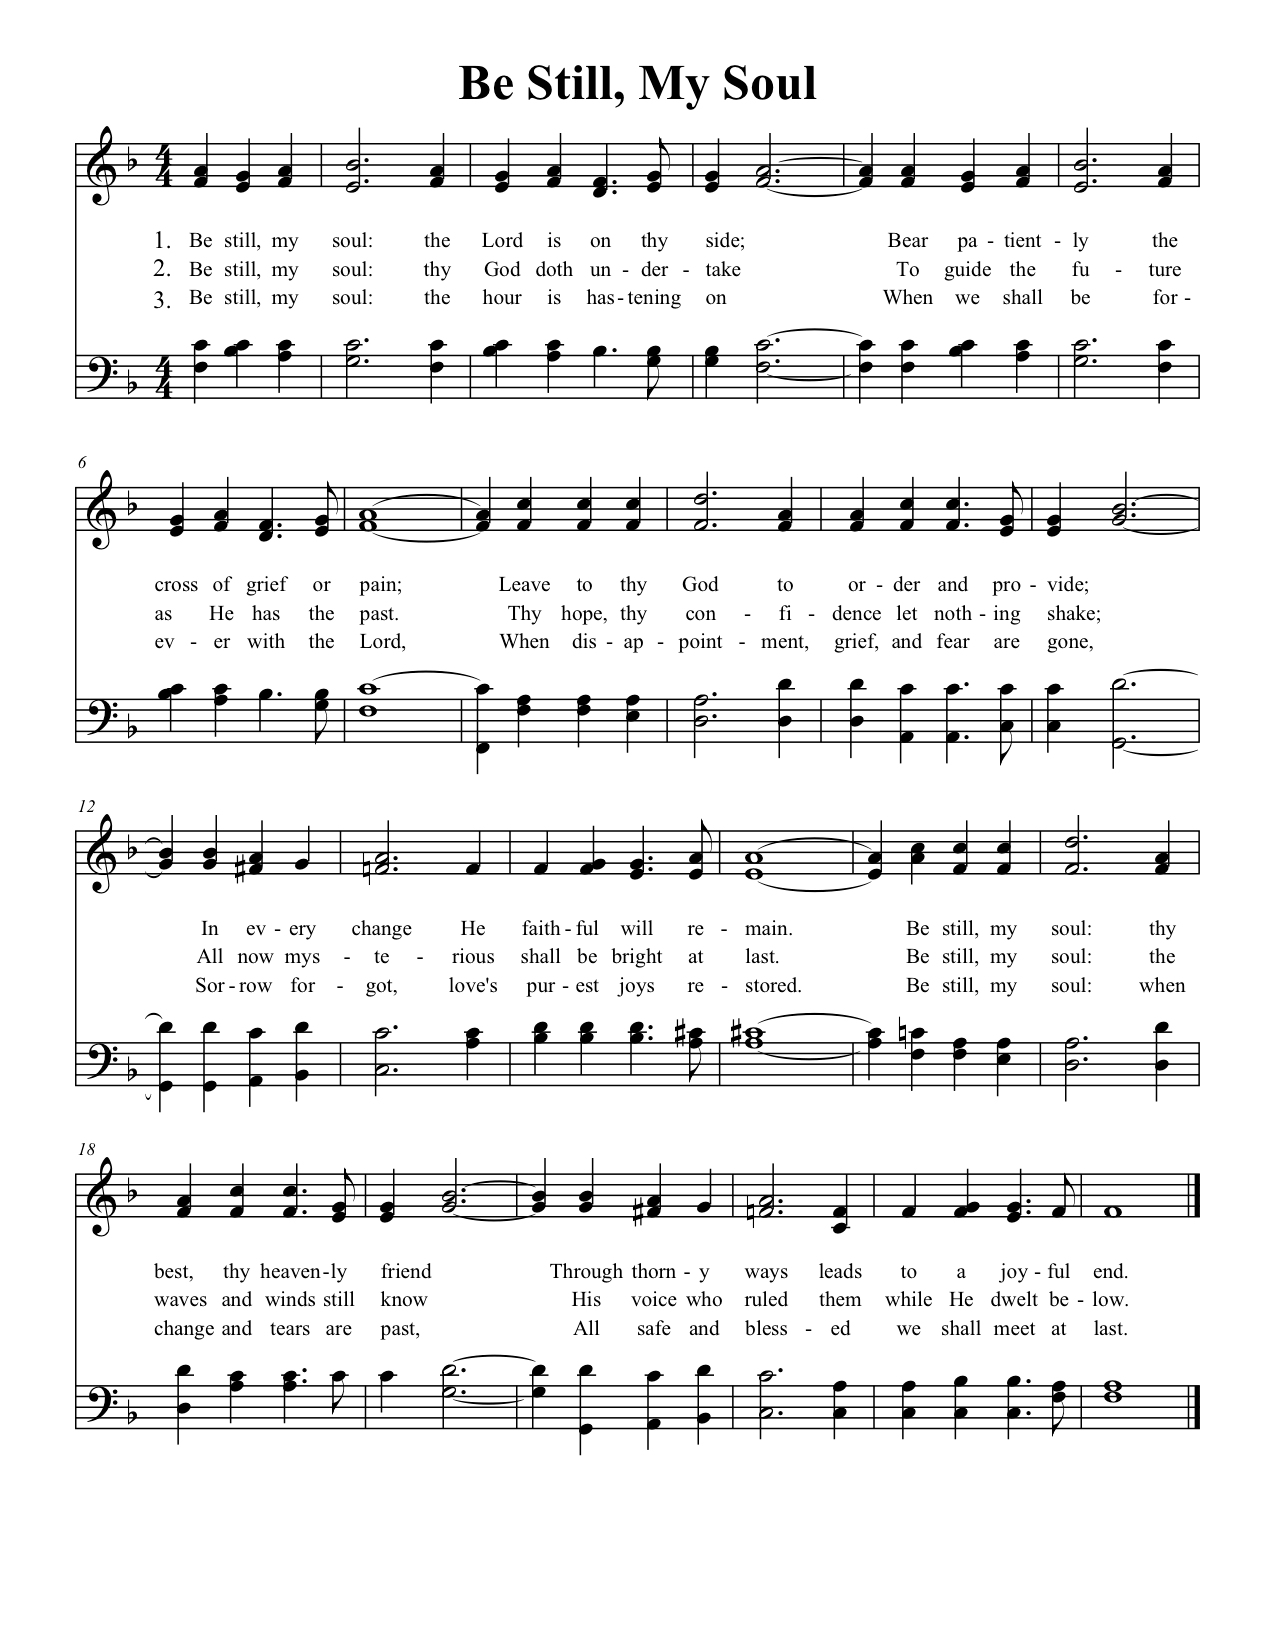 Be Still, My Soul
4 4
1. Be still, my soul: the Lord is on thy side; Bear pa - tient - ly the
2. Be still, my soul: thy God doth un - der - take To guide the fu - ture
3. Be still, my soul: the hour is has - tening on When we shall be for -
4 4
6
cross of grief or pain; Leave to thy God to or - der and pro - vide;
as He has the past. Thy hope, thy con - fi - dence let noth - ing shake;
ev - er with the Lord, When dis - ap - point - ment, grief, and fear are gone,
12
In ev - ery change He faith - ful will re - main. Be still, my soul: thy
All now mys - te - rious shall be bright at last. Be still, my soul: the
Sor - row for - got, love's pur - est joys re - stored. Be still, my soul: when
18
best, thy heaven - ly friend Through thorn - y ways leads to a joy - ful end.
waves and winds still know His voice who ruled them while He dwelt be - low.
change and tears are past, All safe and bless - ed we shall meet at last.